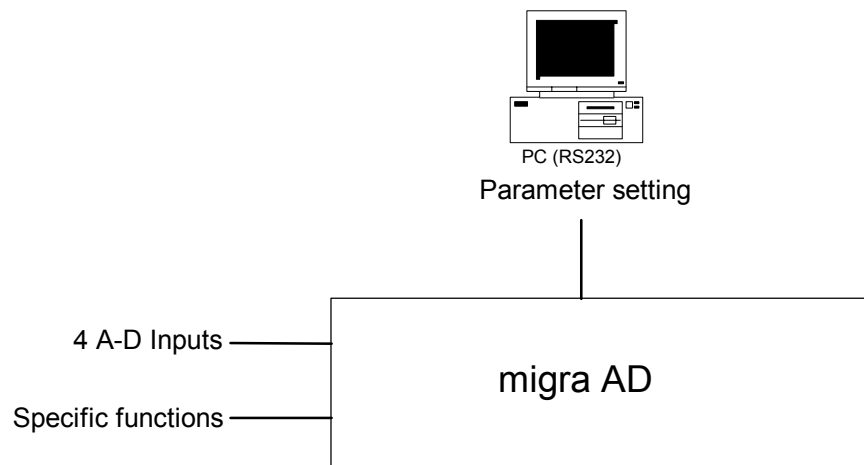 PC (RS232)
Parameter setting
4 A-D Inputs
migra AD
Specific functions